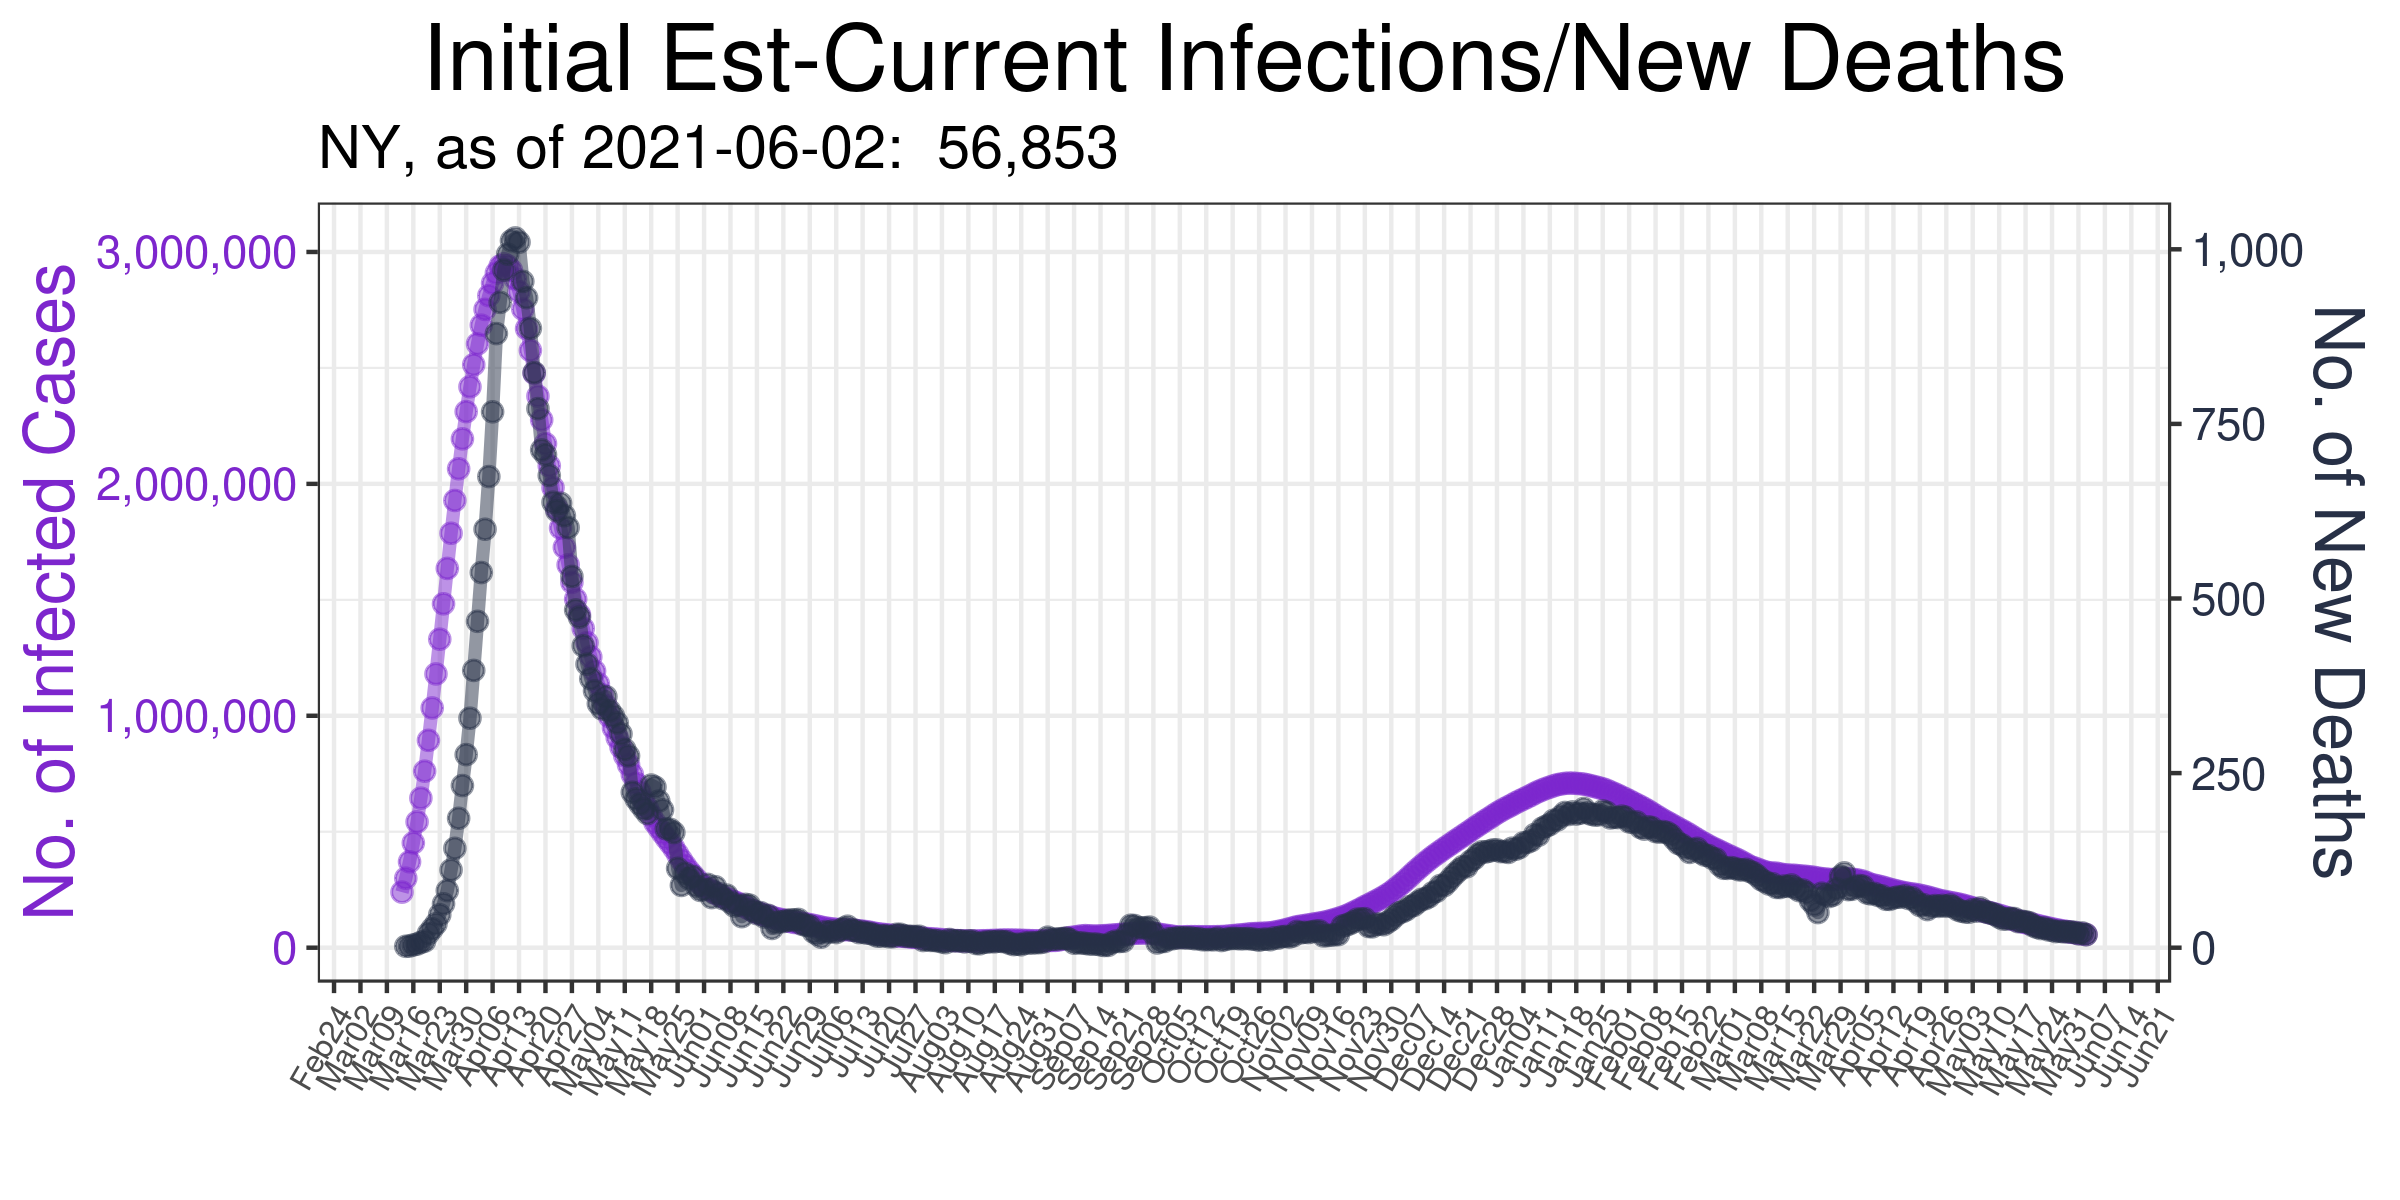 Initial Est-Current Infections/New Deaths
NY, as of 2021-06-02:  56,853
No. of Infected Cases
3,000,000
2,000,000
1,000,000
0
1,000
750
500
250
0
No. of New Deaths
Feb24
Mar02
Mar09
Mar16
Mar23
Mar30
Apr06
Apr13
Apr20
Apr27
May04
May11
May18
May25
Jun01
Jun08
Jun15
Jun22
Jun29
Jul06
Jul13
Jul20
Jul27
Aug03
Aug10
Aug17
Aug24
Aug31
Sep07
Sep14
Sep21
Sep28
Oct05
Oct12
Oct19
Oct26
Nov02
Nov09
Nov16
Nov23
Nov30
Dec07
Dec14
Dec21
Dec28
Jan04
Jan11
Jan18
Jan25
Feb01
Feb08
Feb15
Feb22
Mar01
Mar08
Mar15
Mar22
Mar29
Apr05
Apr12
Apr19
Apr26
May03
May10
May17
May24
May31
Jun07
Jun14
Jun21